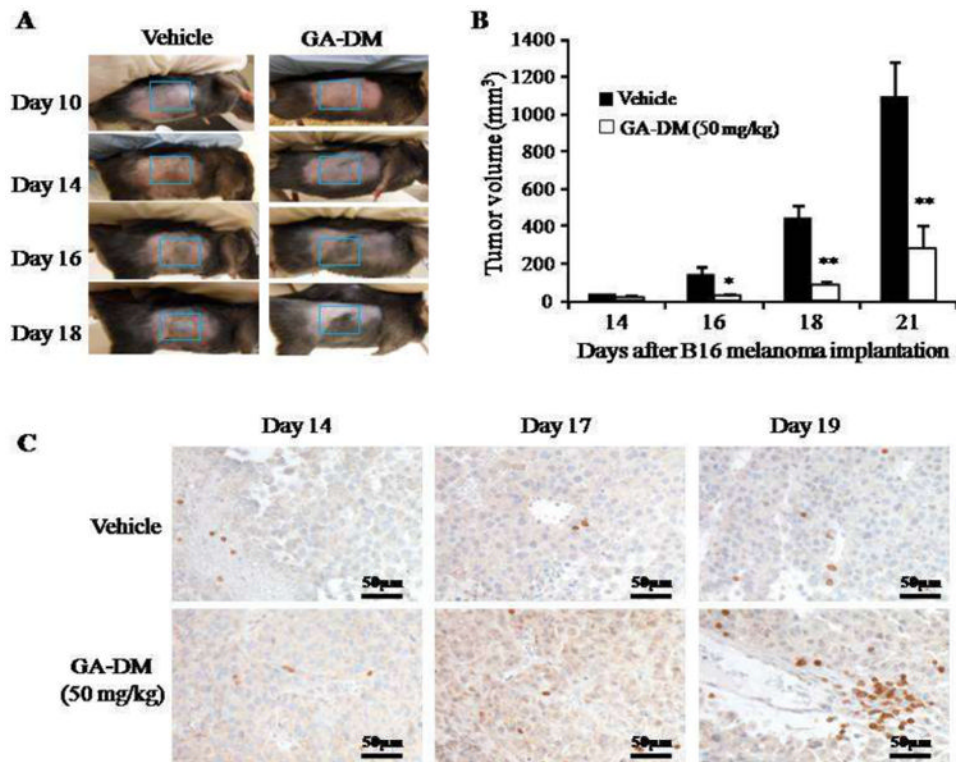 A
Vehicle
GA-DM
Day 10
Day 14
Day 16
Day 18
B
1400
1200
1000
800
600
400
200
0
Tumor volume (mm³)
Vehicle
GA-DM (50 mg/kg)
*
**
**
14
16
18
21
Days after B16 melanoma implantation
C
Day 14
Day 17
Day 19
Vehicle
50μm
50μm
50μm
GA-DM
(50 mg/kg)
50μm
50μm
50μm